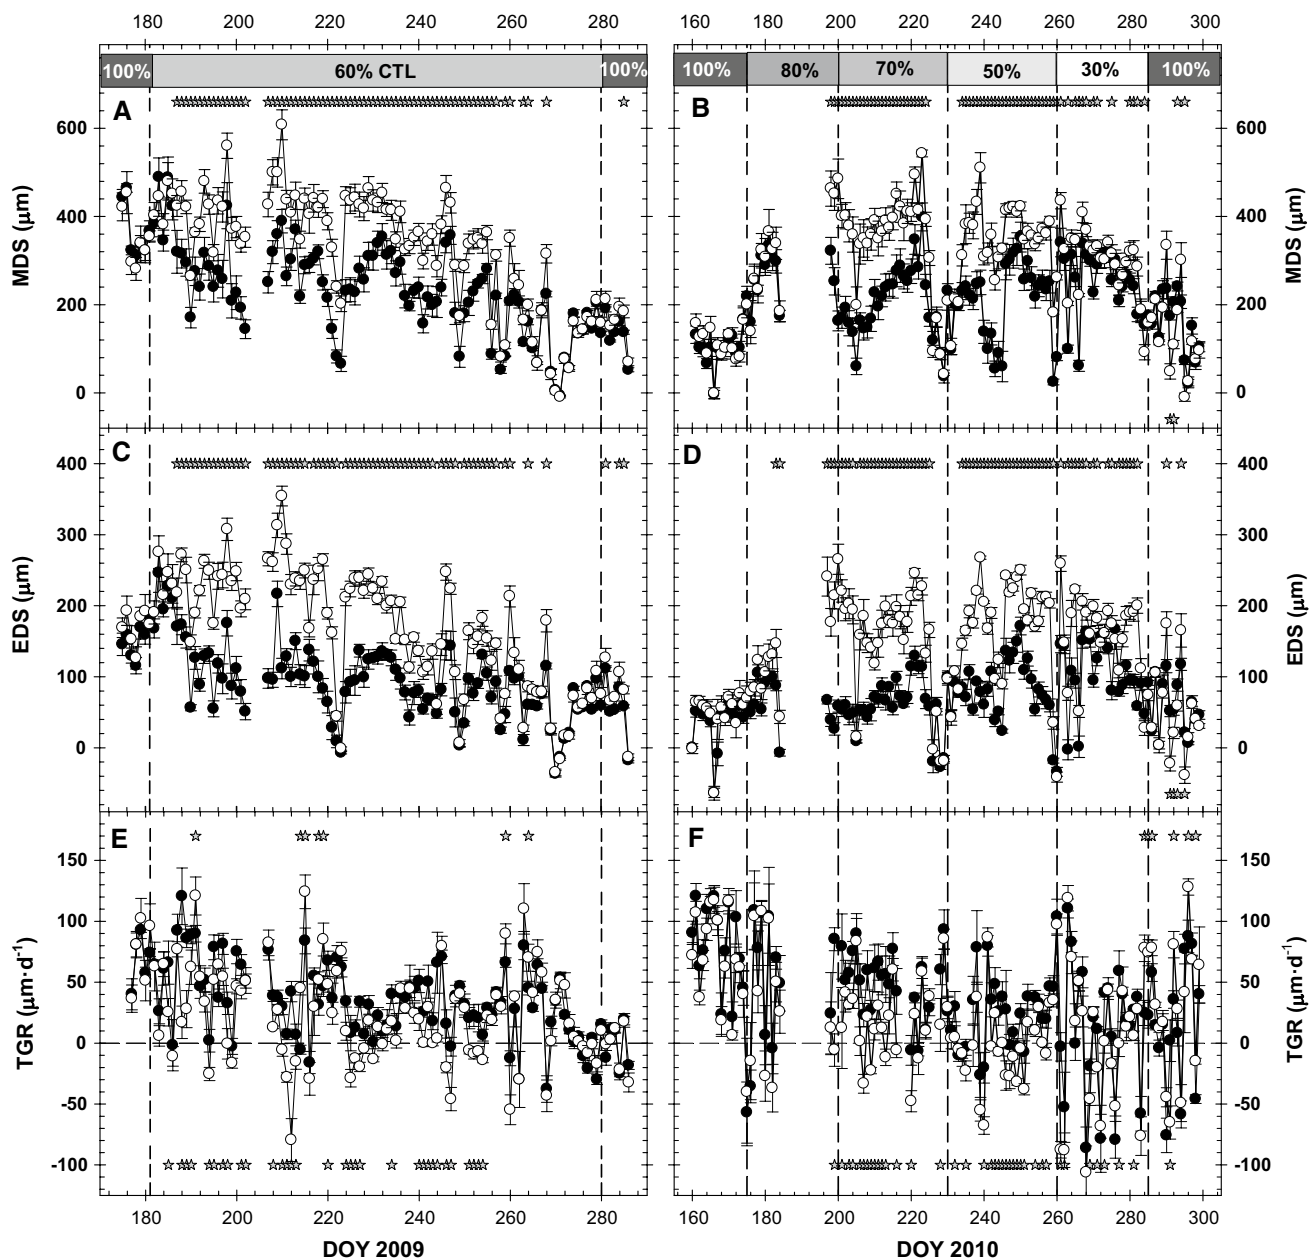 180 200 220 240 260 280
160 180 200 220 240 260 280 300
100% 60% CTL 100%
100% 80% 70% 50% 30% 100%
A
B
MDS (μm)
600
400
200
0
600
400
200
0
MDS (μm)
C
D
EDS (μm)
400
300
200
100
0
400
300
200
100
0
EDS (μm)
E
F
TGR (μm·d⁻¹)
150
100
50
0
-50
-100
150
100
50
0
-50
-100
TGR (μm·d⁻¹)
180 200 220 240 260 280
160 184 200 220 240 260 280 300
DOY 2009
DOY 2010